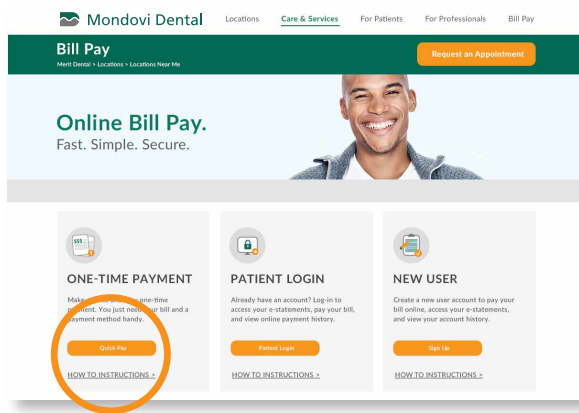 Mondovi Dental
Locations Care & Services For Patients For Professionals Bill Pay
Bill Pay
Merit Dental > Locations > Locations Near Me
Request an Appointment
Online Bill Pay.
Fast. Simple. Secure.
$$$
ONE-TIME PAYMENT
Make one-time
payment. You just need your bill and a
payment method handy.
Quick Pay
HOW TO INSTRUCTIONS >
PATIENT LOGIN
Already have an account? Log-in to
access your e-statements, pay your bill,
and view online payment history.
Patient Login
HOW TO INSTRUCTIONS >
NEW USER
Create a new user account to pay your
bill online, access your e-statements,
and view your account history.
Sign Up
HOW TO INSTRUCTIONS >